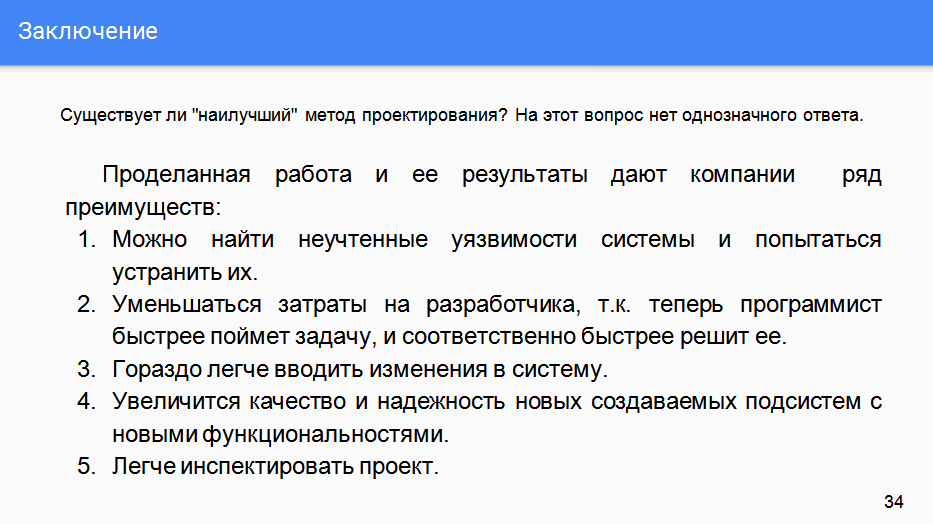 Заключение
Существует ли "наилучший" метод проектирования? На этот вопрос нет однозначного ответа.
Проделанная работа и ее результаты дают компании ряд
преимуществ:
1. Можно найти неучтенные уязвимости системы и попытаться
устранить их.
2. Уменьшаться затраты на разработчика, т.к. теперь программист
быстрее поймет задачу, и соответственно быстрее решит ее.
3. Гораздо легче вводить изменения в систему.
4. Увеличится качество и надежность новых создаваемых подсистем с
новыми функциональностями.
5. Легче инспектировать проект.
34